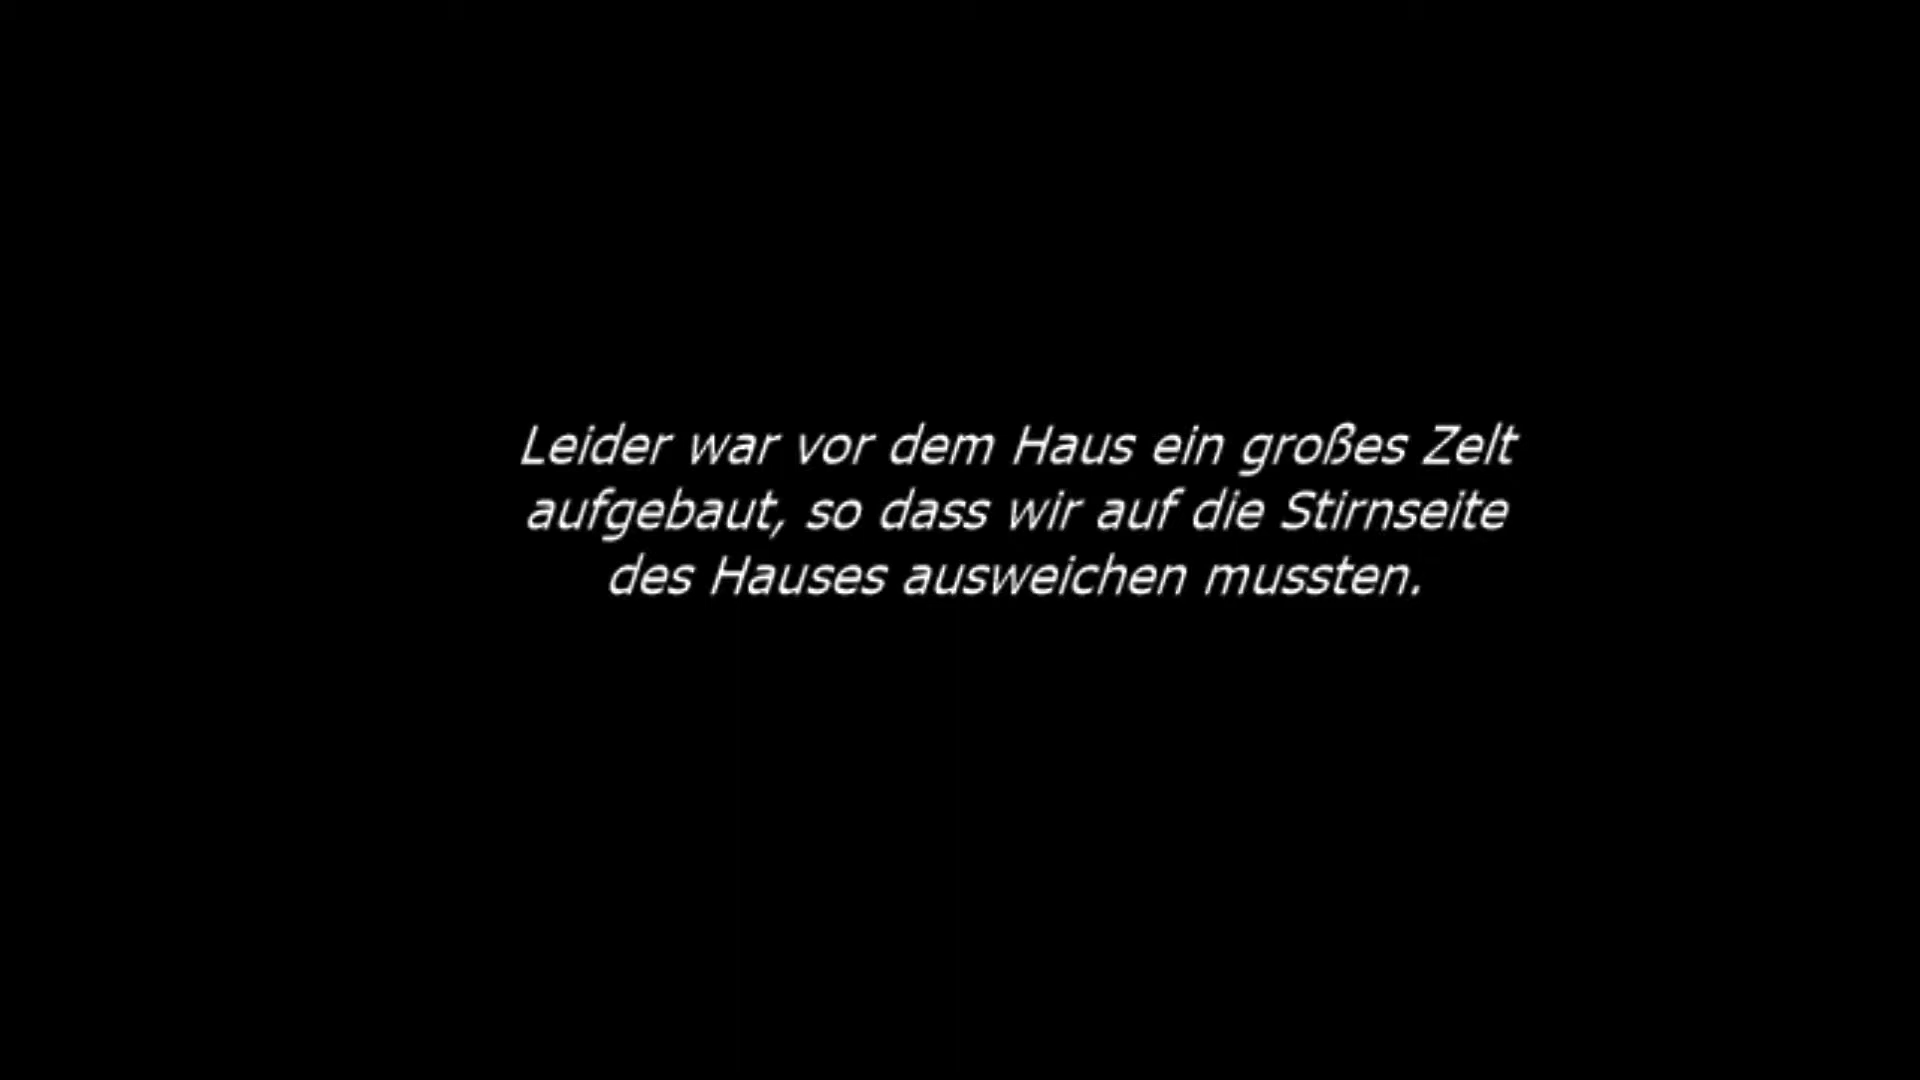 Leider war vor dem Haus ein großes Zelt
aufgebaut, so dass wir auf die Stirnseite
des Hauses ausweichen mussten.